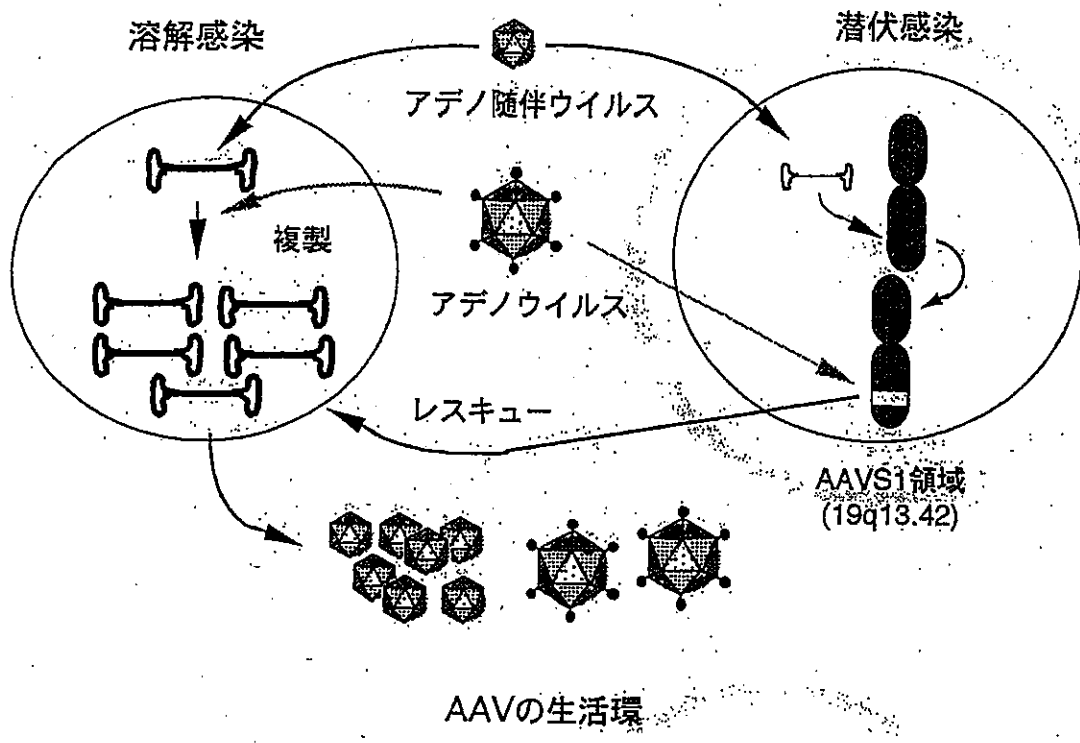 溶解感染
潜伏感染
アデノ随伴ウイルス
複製
アデノウイルス
レスキュー
AAVS1領域
(19q13.42)
AAVの生活環